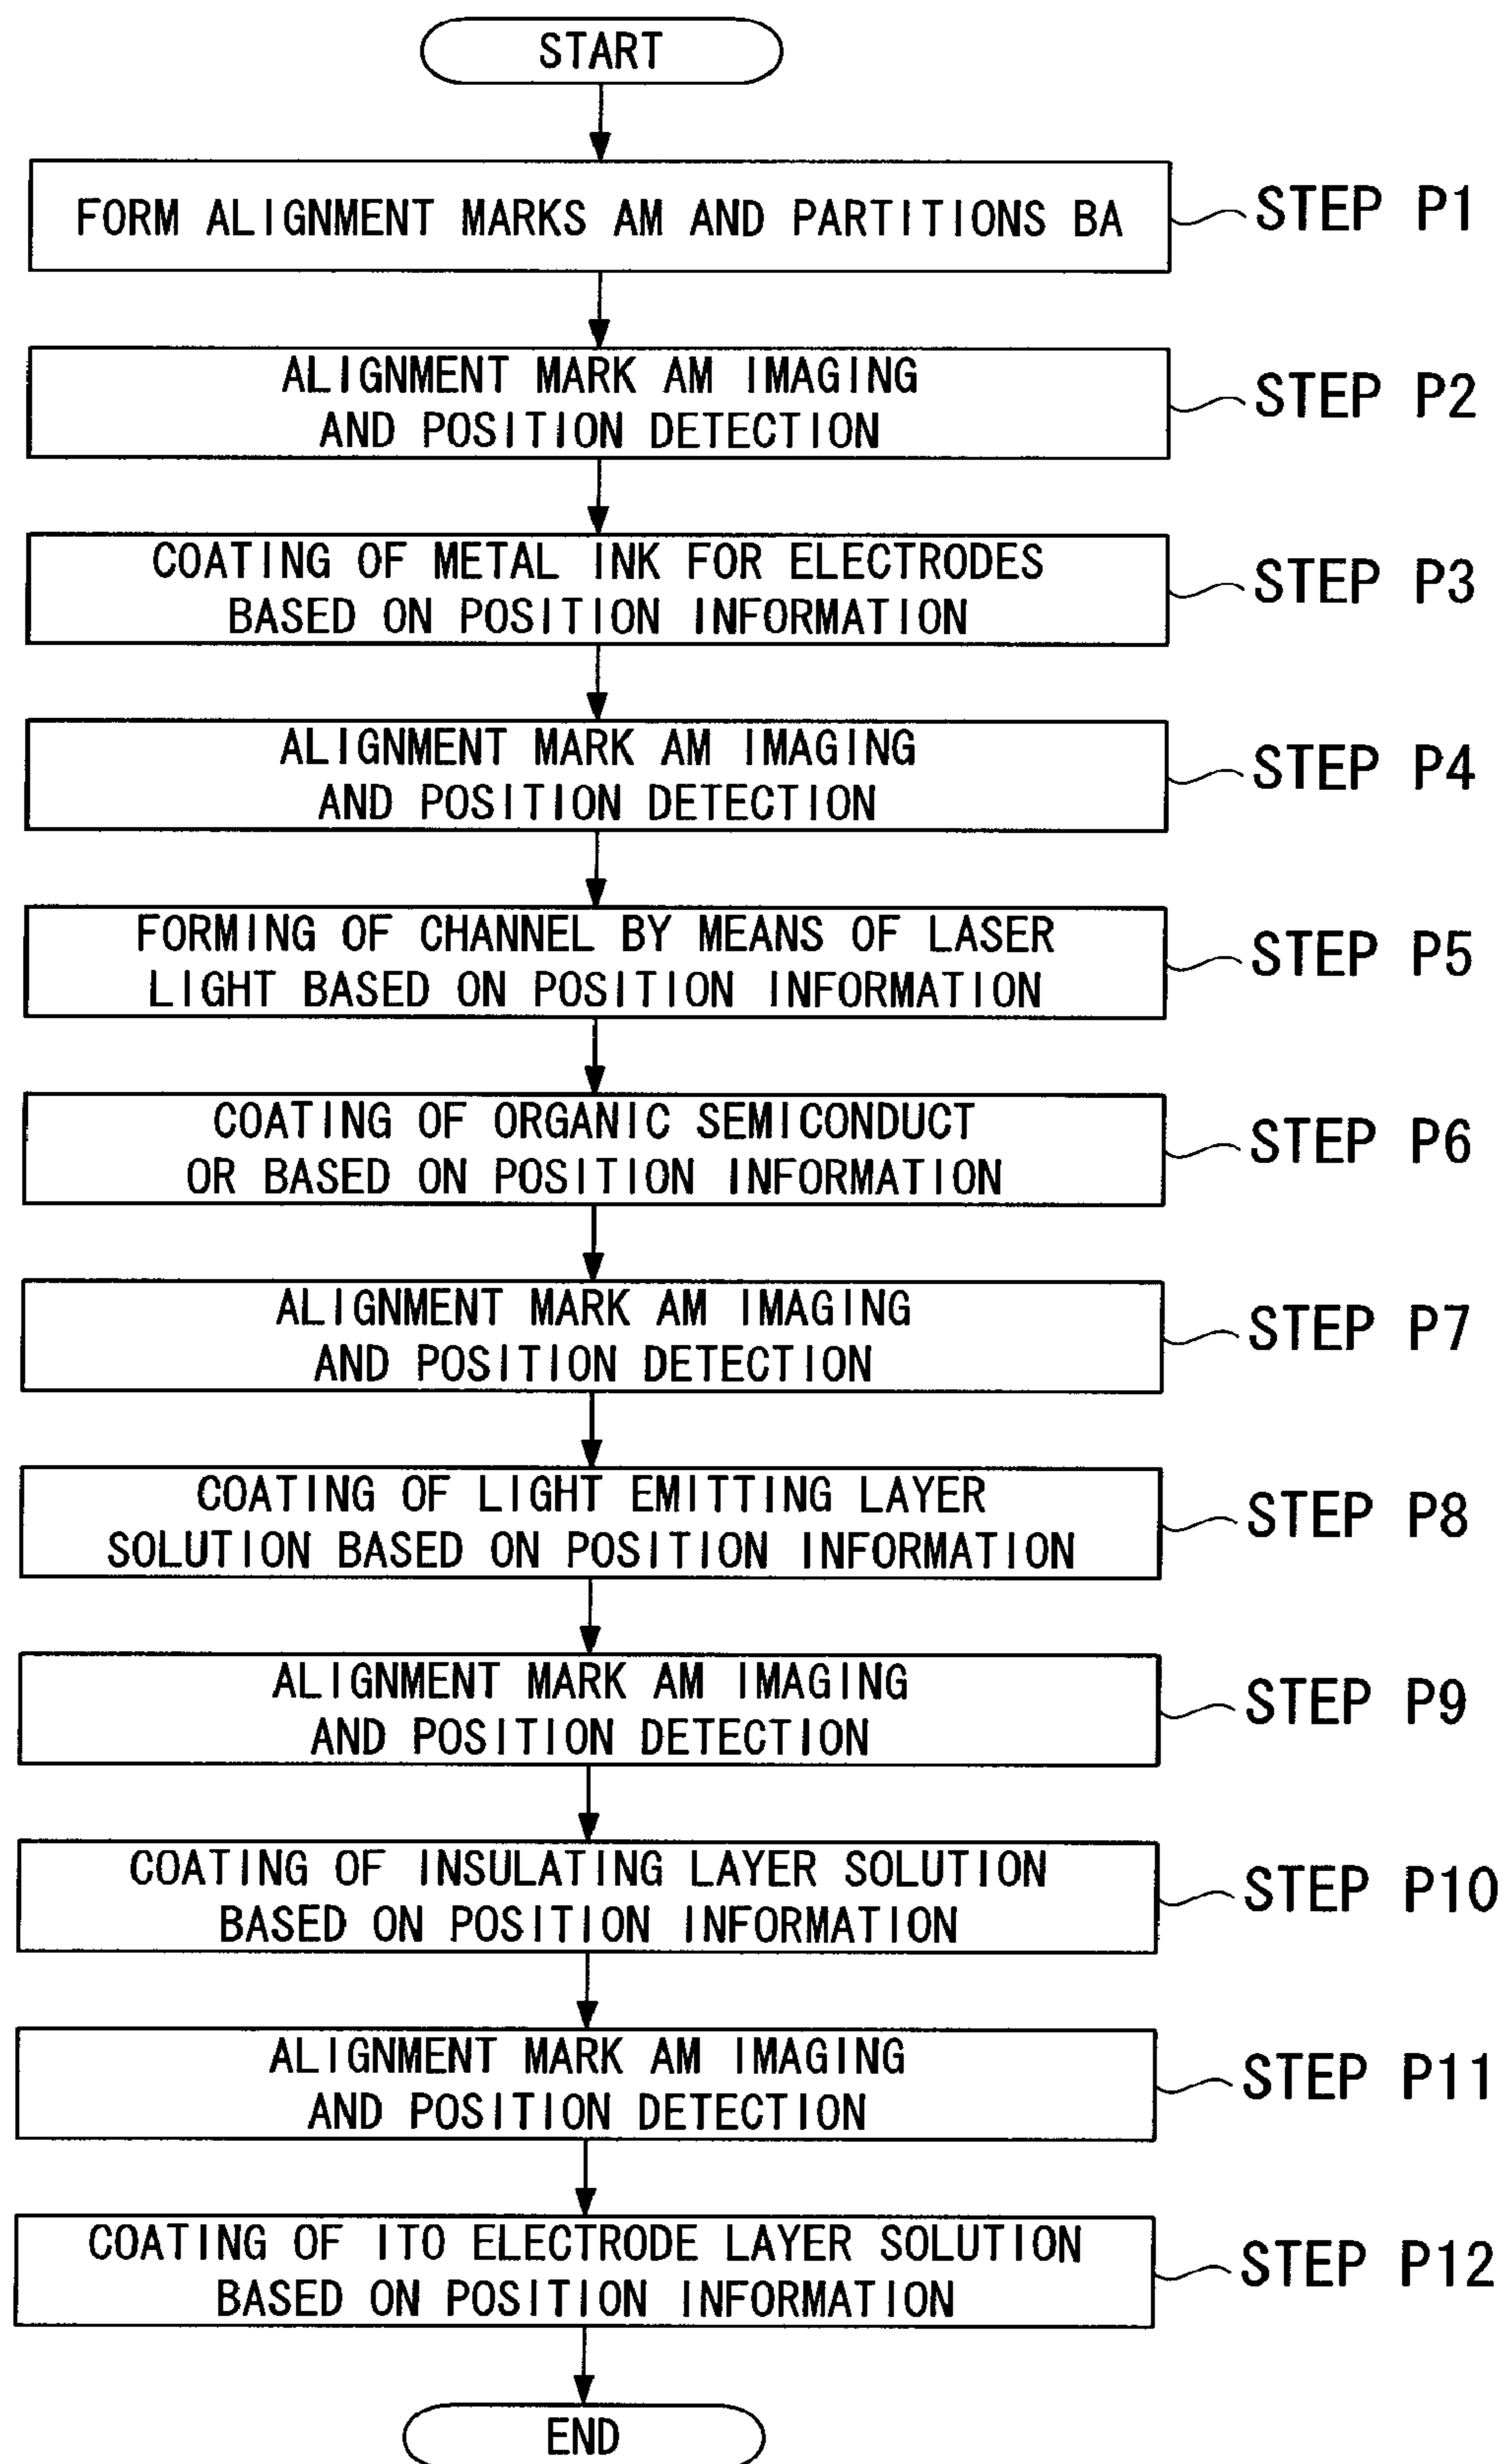 START
FORM ALIGNMENT MARKS AM AND PARTITIONS BA
STEP P1
ALIGNMENT MARK AM IMAGING
AND POSITION DETECTION
STEP P2
COATING OF METAL INK FOR ELECTRODES
BASED ON POSITION INFORMATION
STEP P3
ALIGNMENT MARK AM IMAGING
AND POSITION DETECTION
STEP P4
FORMING OF CHANNEL BY MEANS OF LASER
LIGHT BASED ON POSITION INFORMATION
STEP P5
COATING OF ORGANIC SEMICONDUCT
OR BASED ON POSITION INFORMATION
STEP P6
ALIGNMENT MARK AM IMAGING
AND POSITION DETECTION
STEP P7
COATING OF LIGHT EMITTING LAYER
SOLUTION BASED ON POSITION INFORMATION
STEP P8
ALIGNMENT MARK AM IMAGING
AND POSITION DETECTION
STEP P9
COATING OF INSULATING LAYER SOLUTION
BASED ON POSITION INFORMATION
STEP P10
ALIGNMENT MARK AM IMAGING
AND POSITION DETECTION
STEP P11
COATING OF ITO ELECTRODE LAYER SOLUTION
BASED ON POSITION INFORMATION
STEP P12
END